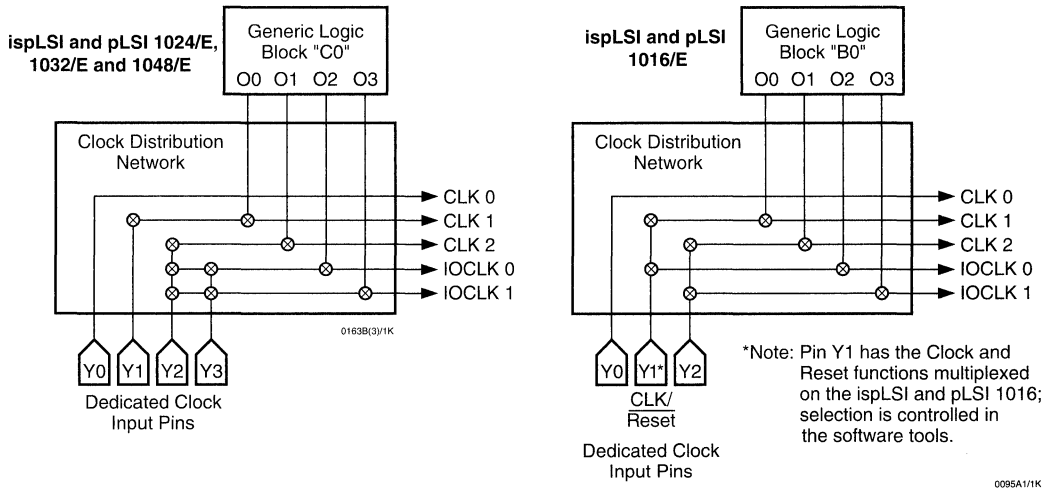 ispLSI and pLSI 1024/E,
1032/E and 1048/E
Generic Logic
Block "C0"
O0 O1 O2 O3
Clock Distribution
Network
CLK 0
CLK 1
CLK 2
IOCLK 0
IOCLK 1
0163B(3)/1K
Y0 Y1 Y2 Y3
Dedicated Clock
Input Pins
ispLSI and pLSI
1016/E
Generic Logic
Block "B0"
O0 O1 O2 O3
Clock Distribution
Network
CLK 0
CLK 1
CLK 2
IOCLK 0
IOCLK 1
Y0 Y1* Y2
CLK/
Reset
Dedicated Clock
Input Pins
*Note: Pin Y1 has the Clock and
Reset functions multiplexed
on the ispLSI and pLSI 1016;
selection is controlled in
the software tools.
0095A1/1K